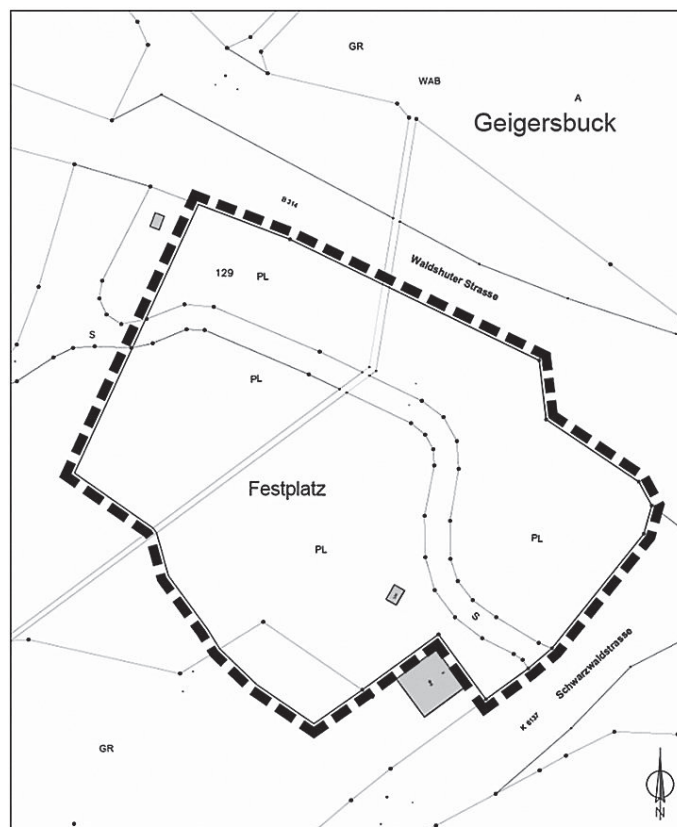 GR
WAB
A
Geigersbuck
B 314
Waldshuter Strasse
129
PL
S
PL
Festplatz
PL
PL
S
Schwarzwaldstrasse
K 6137
GR
N